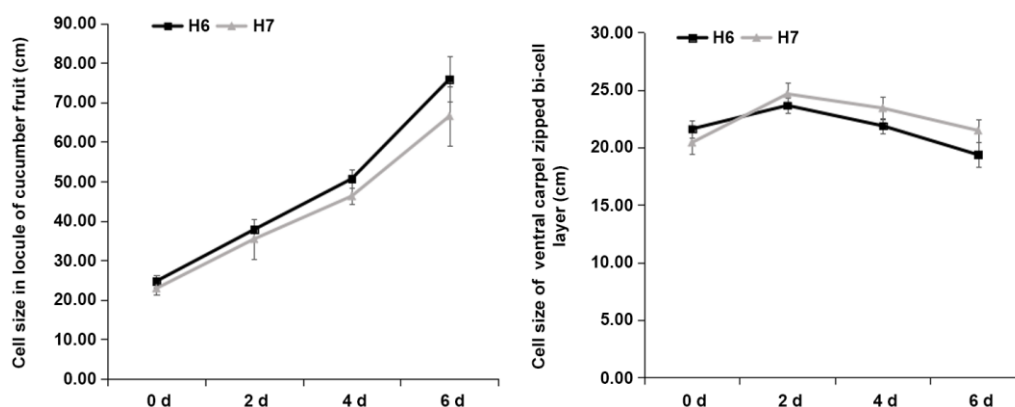 Cell size in locule of cucumber fruit (cm)
90.00
80.00
70.00
60.00
50.00
40.00
30.00
20.00
10.00
0.00
H6 H7
0 d 2 d 4 d 6 d
Cell size of ventral carpel zipped bi-cell
layer (cm)
30.00
25.00
20.00
15.00
10.00
5.00
0.00
H6 H7
0 d 2 d 4 d 6 d